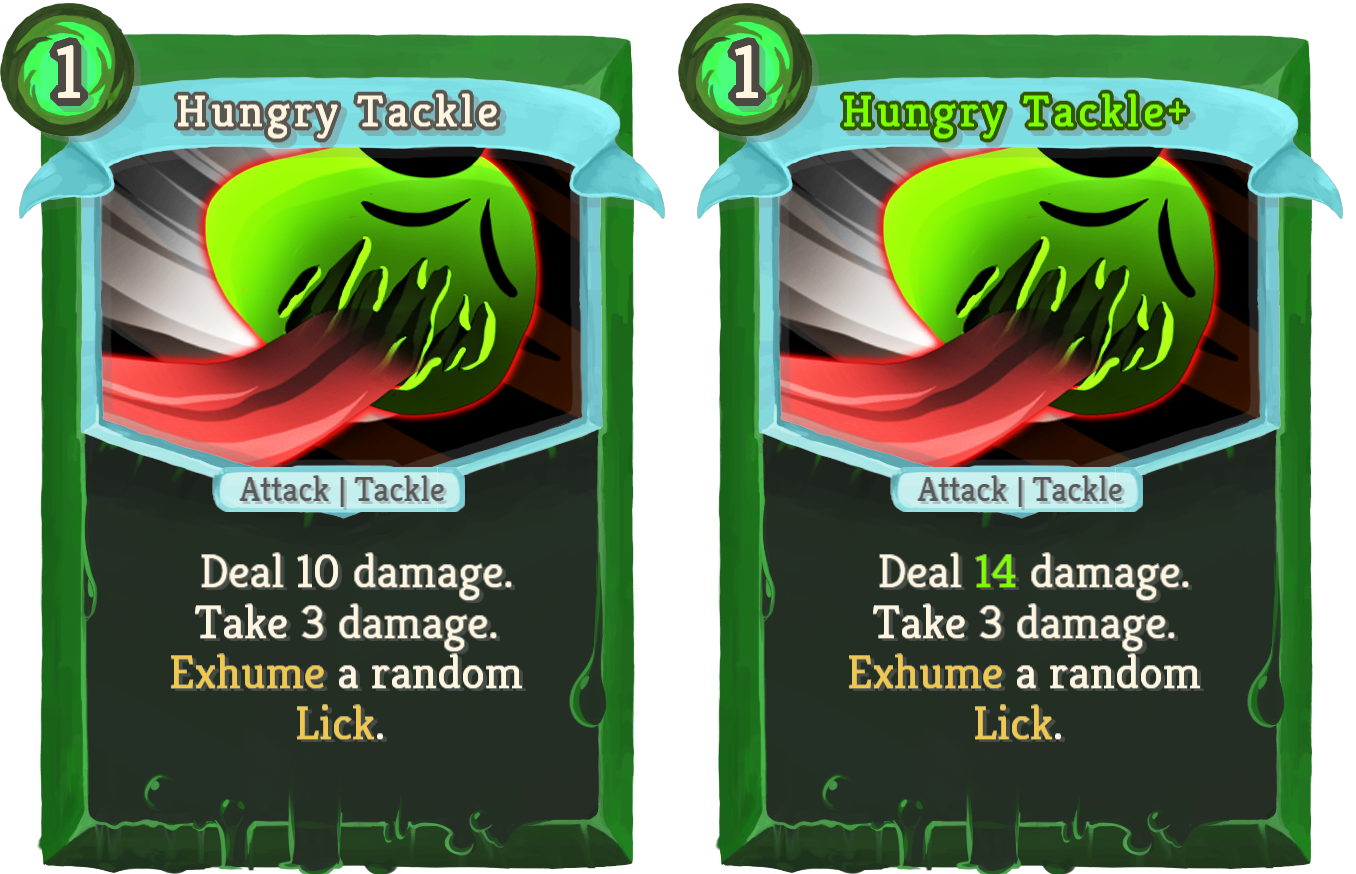 1
Hungry Tackle
Attack | Tackle
Deal 10 damage.
Take 3 damage.
Exhume a random
Lick.
1
Hungry Tackle+
Attack | Tackle
Deal 14 damage.
Take 3 damage.
Exhume a random
Lick.